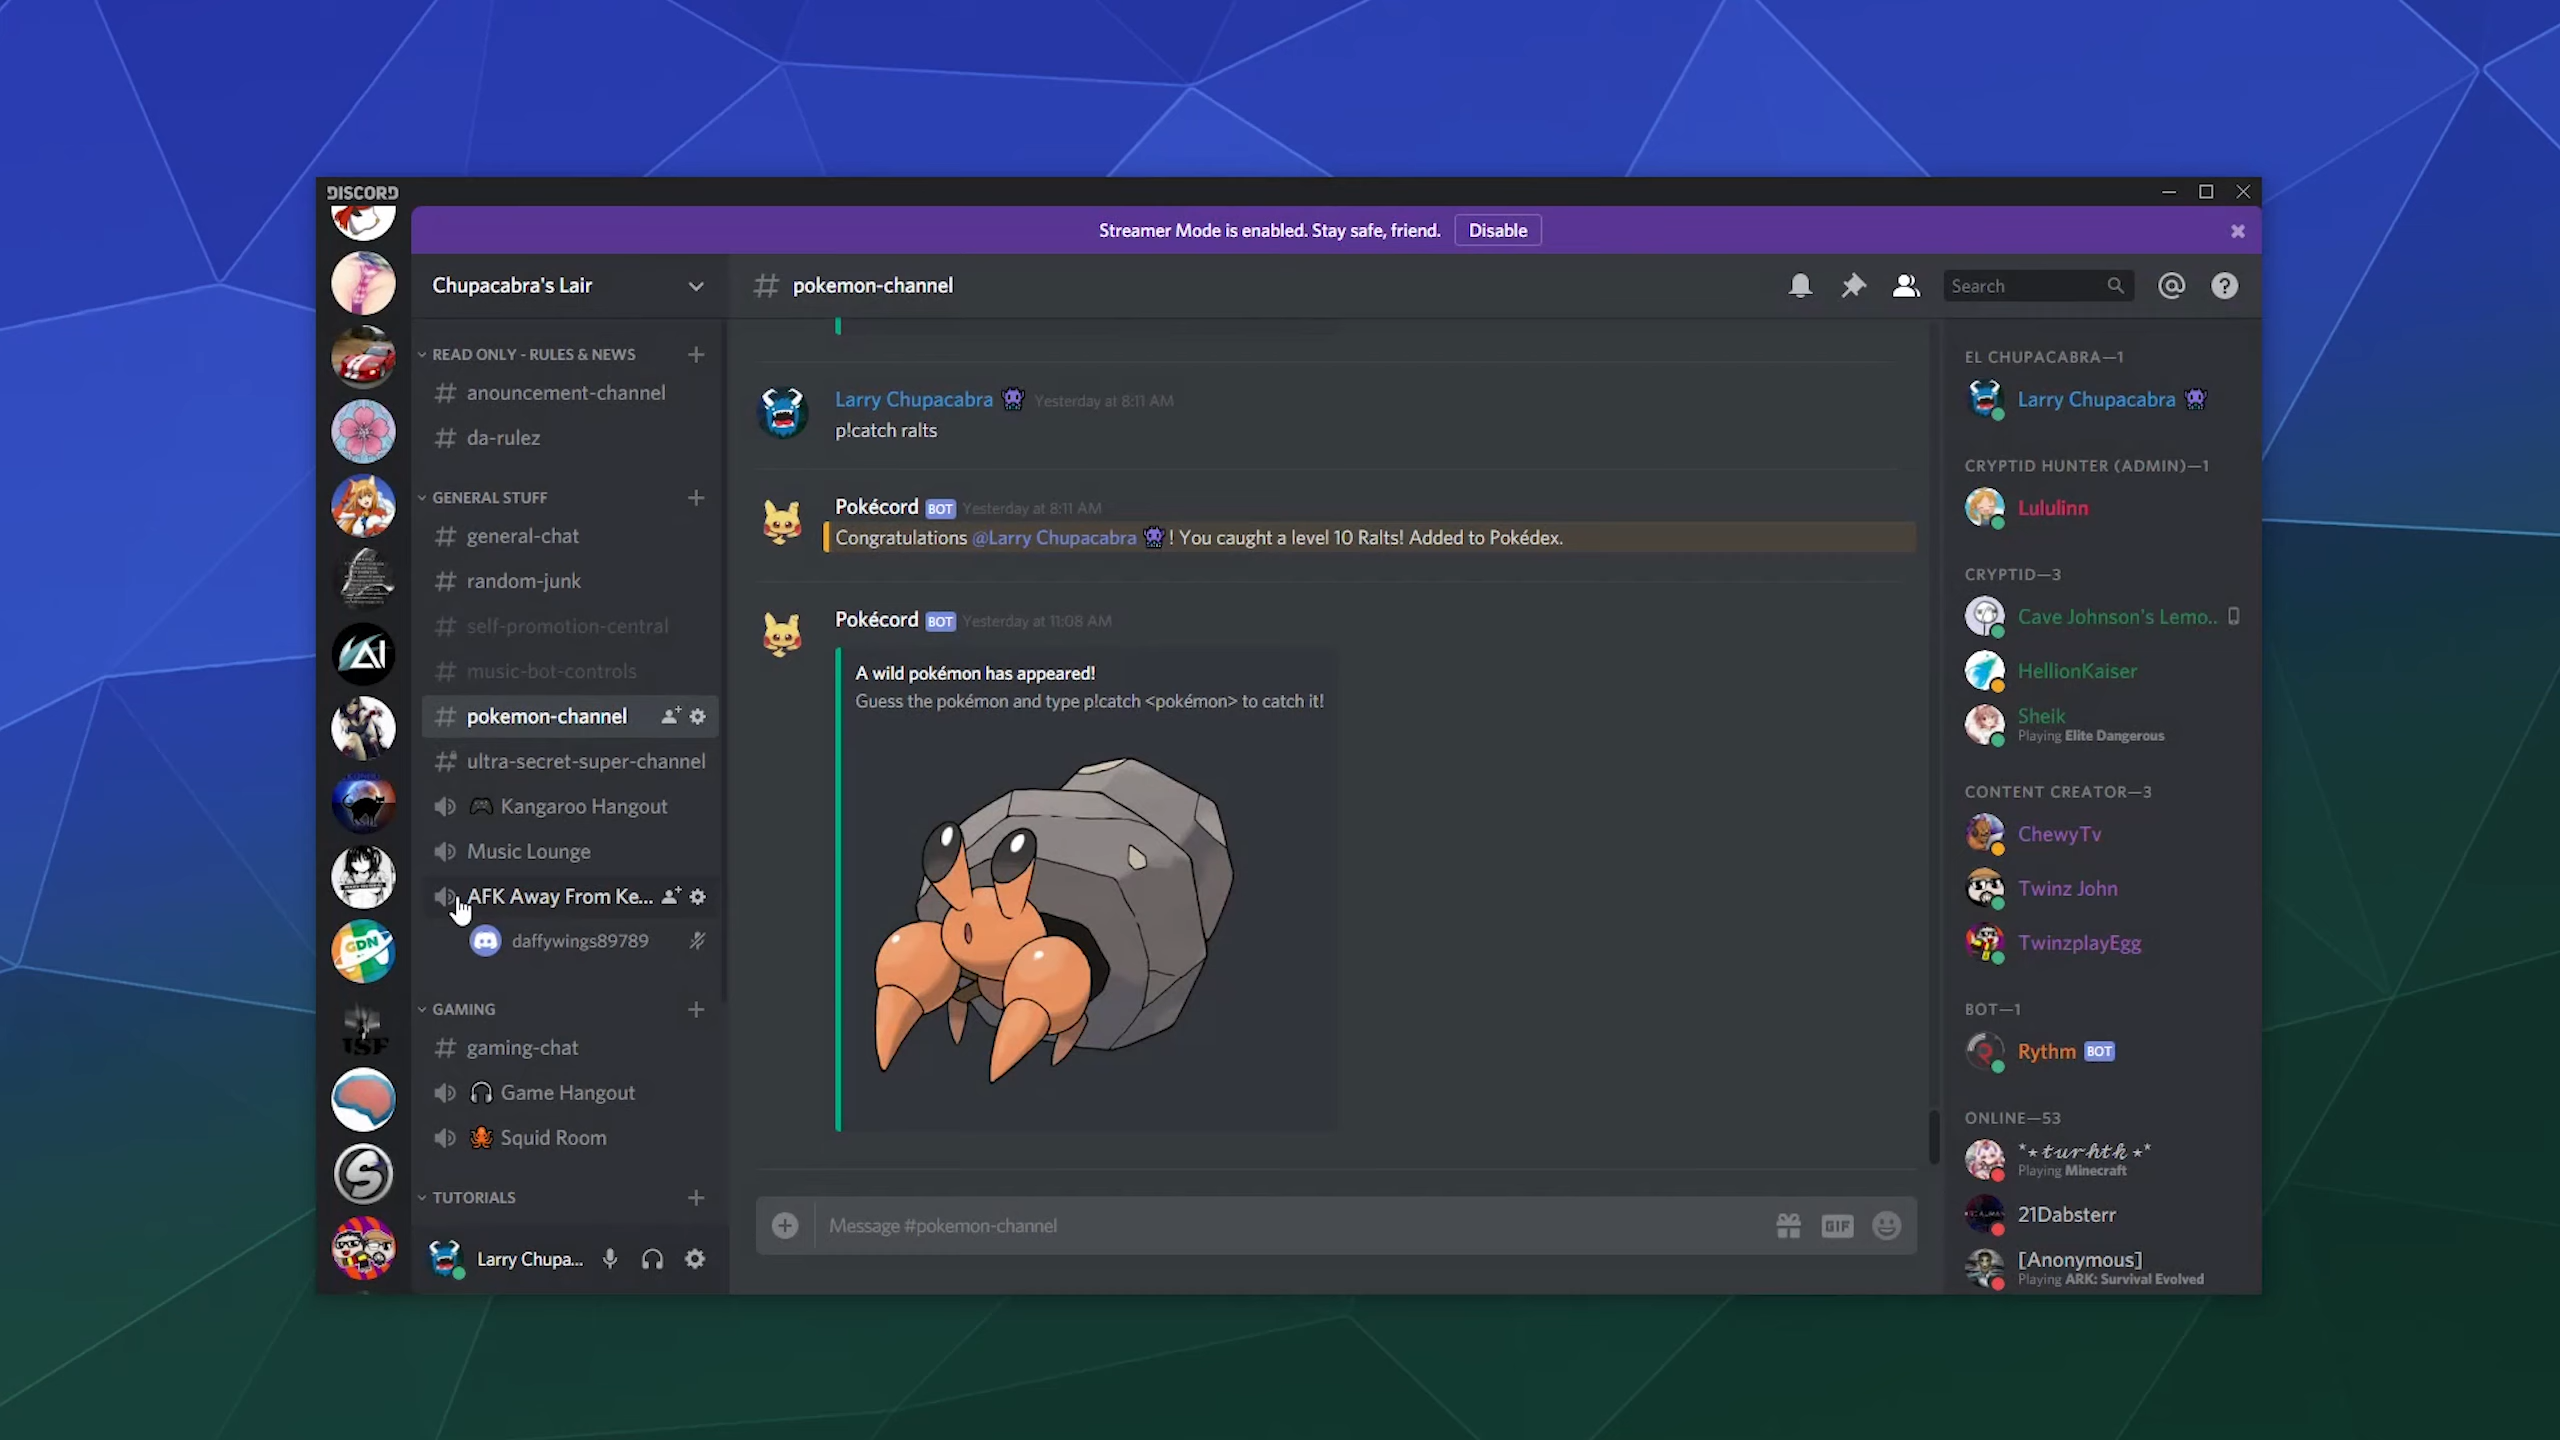 DISCORD
Streamer Mode is enabled. Stay safe, friend.
Disable
Chupacabra's Lair
# pokemon-channel
Search
READ ONLY - RULES & NEWS
# anouncement-channel
# da-rulez
GENERAL STUFF
# general-chat
# random-junk
# self-promotion-central
# music-bot-controls
# pokemon-channel
# ultra-secret-super-channel
Kangaroo Hangout
Music Lounge
AFK Away From Ke...
daffywings89789
GAMING
# gaming-chat
Game Hangout
Squid Room
TUTORIALS
Larry Chupa...
AI
GDN
S
Larry Chupacabra Yesterday at 8:11 AM
p!catch ralts
Pokécord BOT Yesterday at 8:11 AM
Congratulations @Larry Chupacabra ! You caught a level 10 Ralts! Added to Pokédex.
Pokécord BOT Yesterday at 11:08 AM
A wild pokémon has appeared!
Guess the pokémon and type p!catch <pokémon> to catch it!
Message #pokemon-channel
GIF
EL CHUPACABRA—1
Larry Chupacabra
CRYPTID HUNTER (ADMIN)—1
Lululinn
CRYPTID—3
Cave Johnson's Lemo..
HellionKaiser
Sheik
Playing Elite Dangerous
CONTENT CREATOR—3
ChewyTv
Twinz John
TwinzplayEgg
BOT—1
Rythm BOT
ONLINE—53
*⋆𝓽𝓾𝓻𝓱𝓽𝓴⋆*
Playing Minecraft
21Dabsterr
[Anonymous]
Playing ARK: Survival Evolved